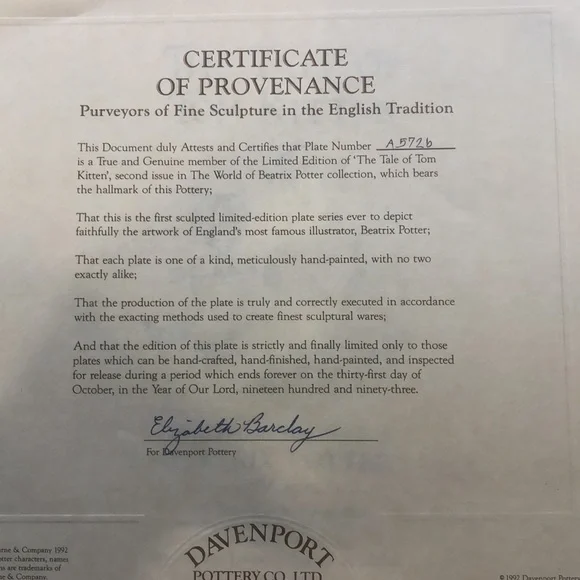 CERTIFICATE
OF PROVENANCE
Purveyors of Fine Sculpture in the English Tradition
This Document duly Attests and Certifies that Plate Number A572b
is a True and Genuine member of the Limited Edition of ‘The Tale of Tom
Kitten’, second issue in The World of Beatrix Potter collection, which bears
the hallmark of this Pottery;
That this is the first sculpted limited-edition plate series ever to depict
faithfully the artwork of England's most famous illustrator, Beatrix Potter;
That each plate is one of a kind, meticulously hand-painted, with no two
exactly alike;
That the production of the plate is truly and correctly executed in accordance
with the exacting methods used to create finest sculptural wares;
And that the edition of this plate is strictly and finally limited only to those
plates which can be hand-crafted, hand-finished, hand-painted, and inspected
for release during a period which ends forever on the thirty-first day of
October, in the Year of Our Lord, nineteen hundred and ninety-three.
Elizabeth Barclay
For Davenport Pottery
& Company 1992
characters, names
are trademarks of
& Company.
DAVENPORT
POTTERY CO. LTD
© 1992 Davenport Pottery